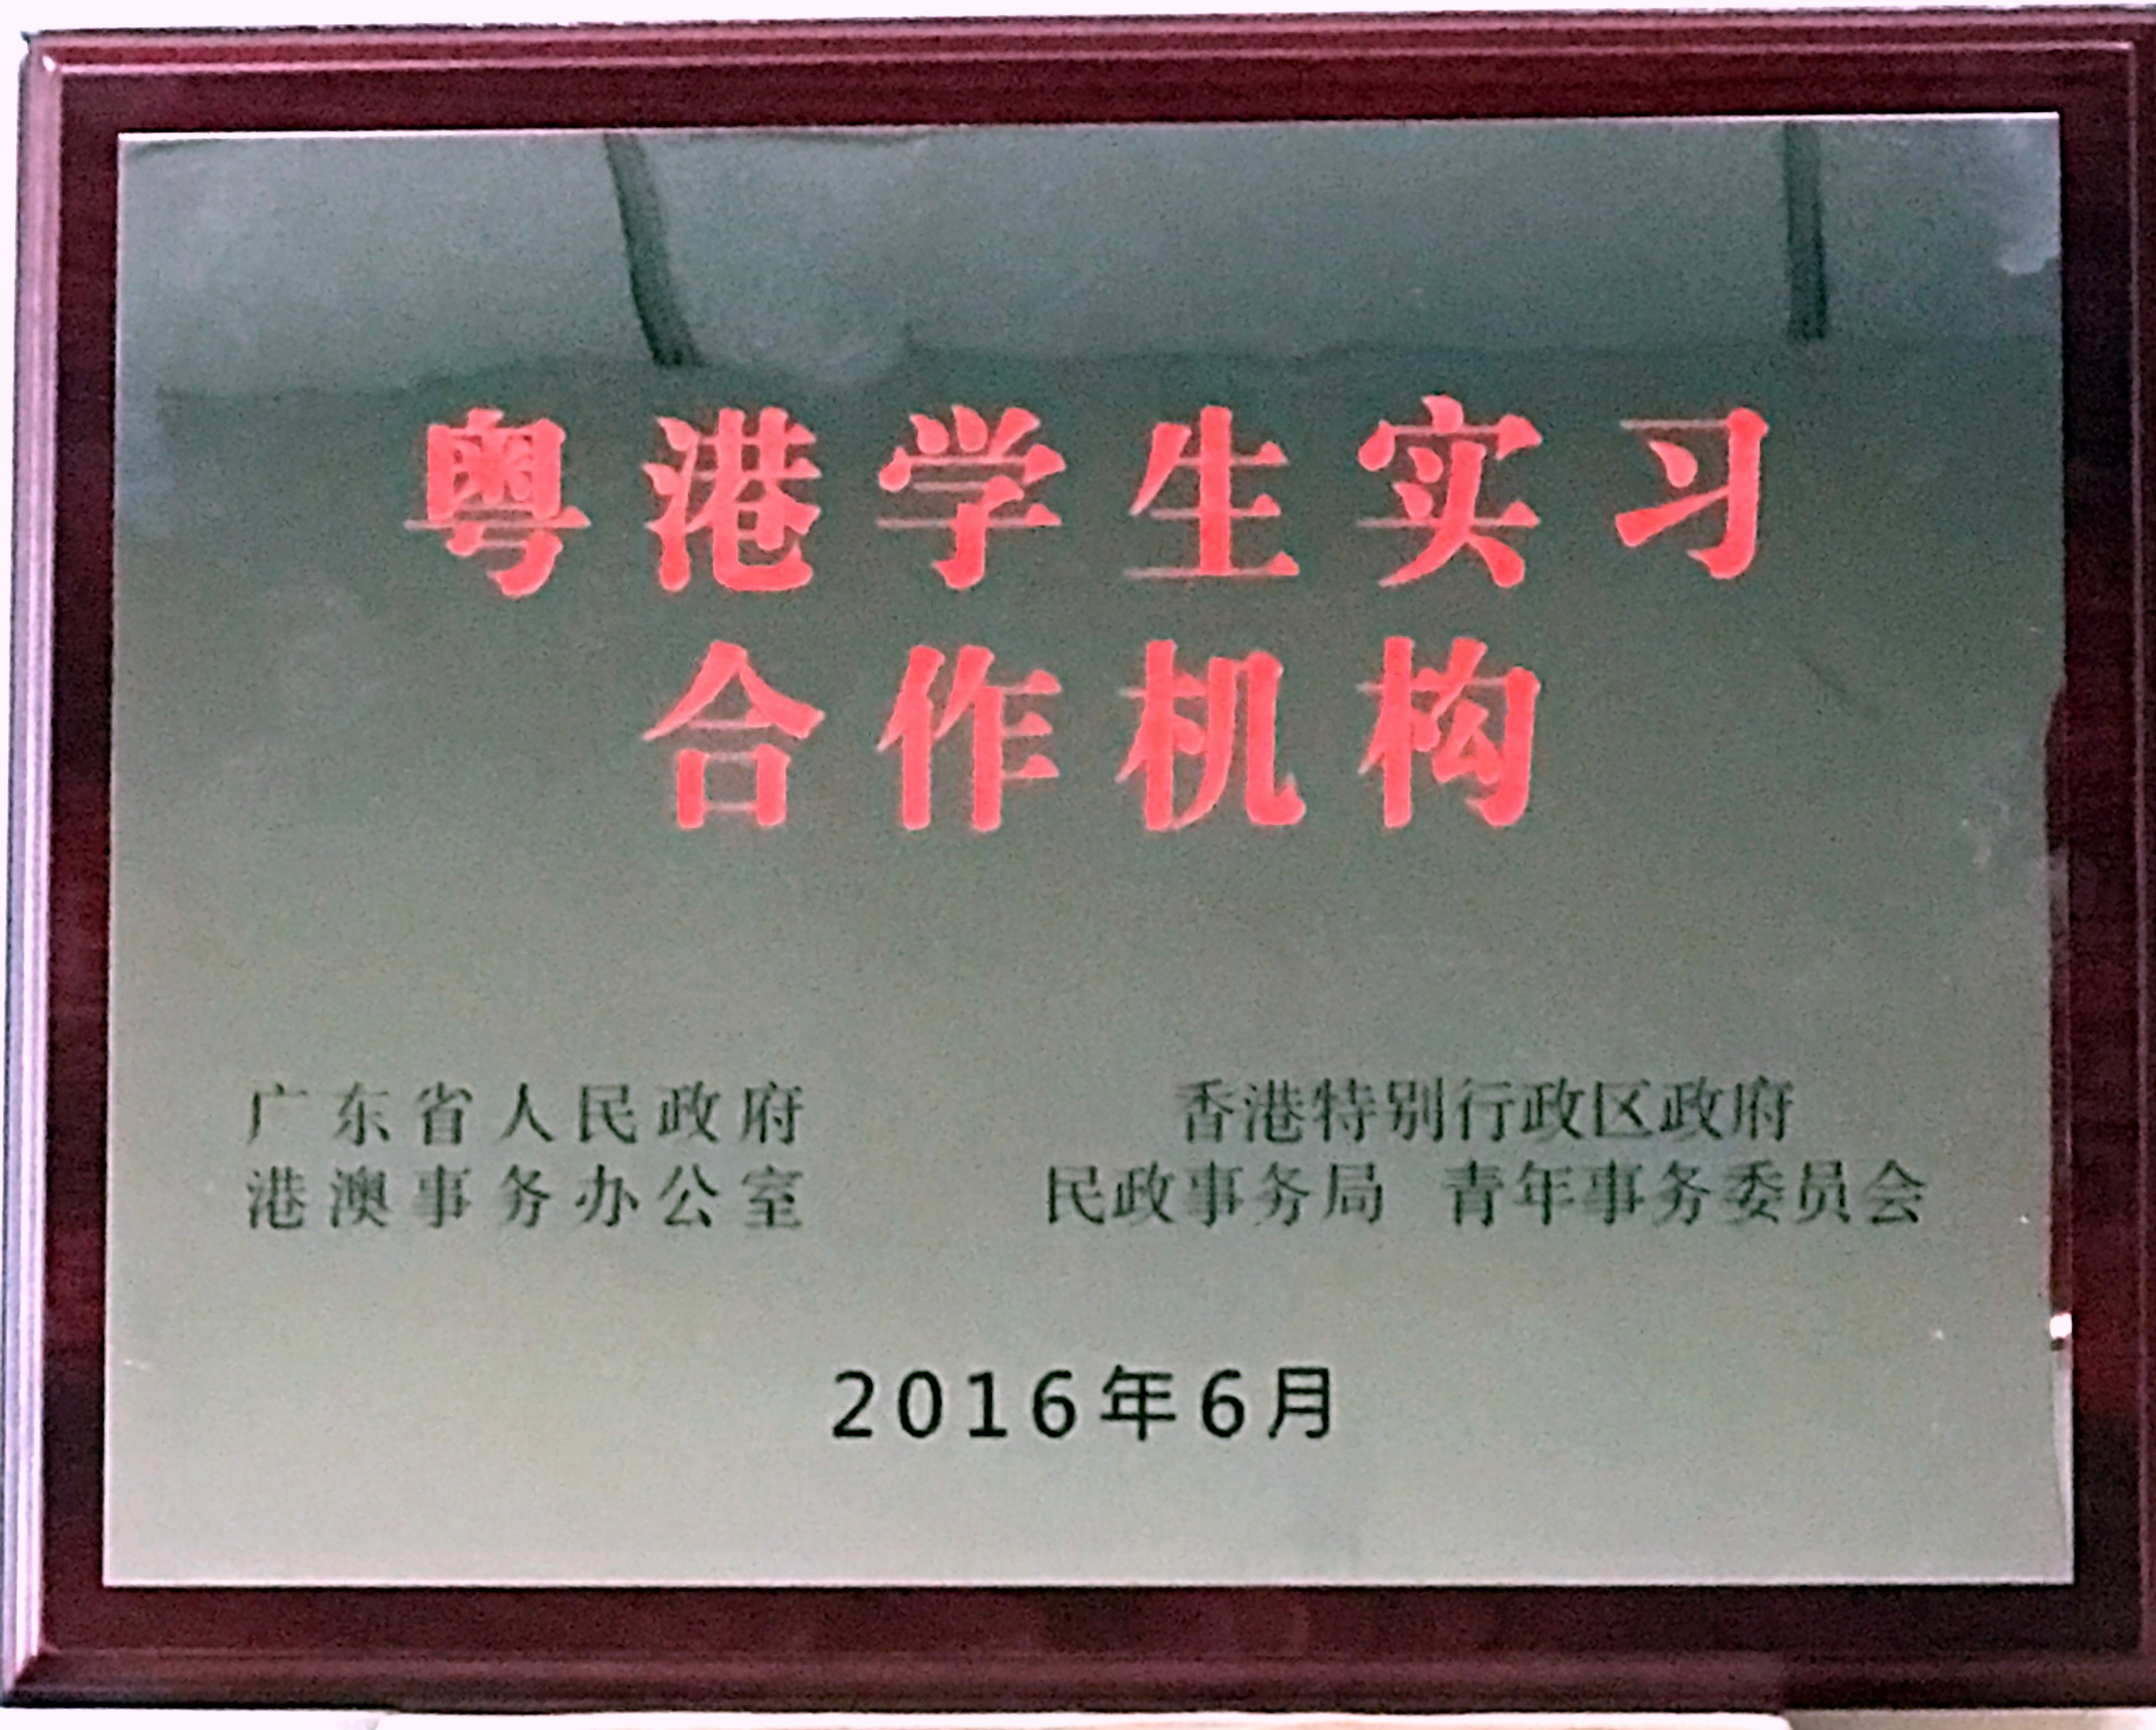 粤港学生实习
合作机构
广东省人民政府
港澳事务办公室
香港特别行政区政府
民政事务局 青年事务委员会
2016年6月